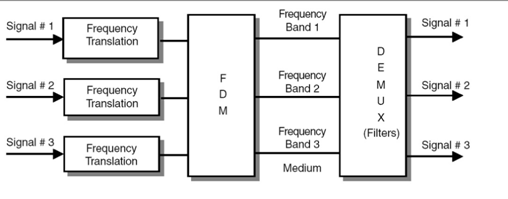 Signal # 1
Frequency
Translation
Signal # 2
Frequency
Translation
Signal # 3
Frequency
Translation
F
D
M
Frequency
Band 1
Frequency
Band 2
Frequency
Band 3
Medium
D
E
M
U
X
(Filters)
Signal # 1
Signal # 2
Signal # 3